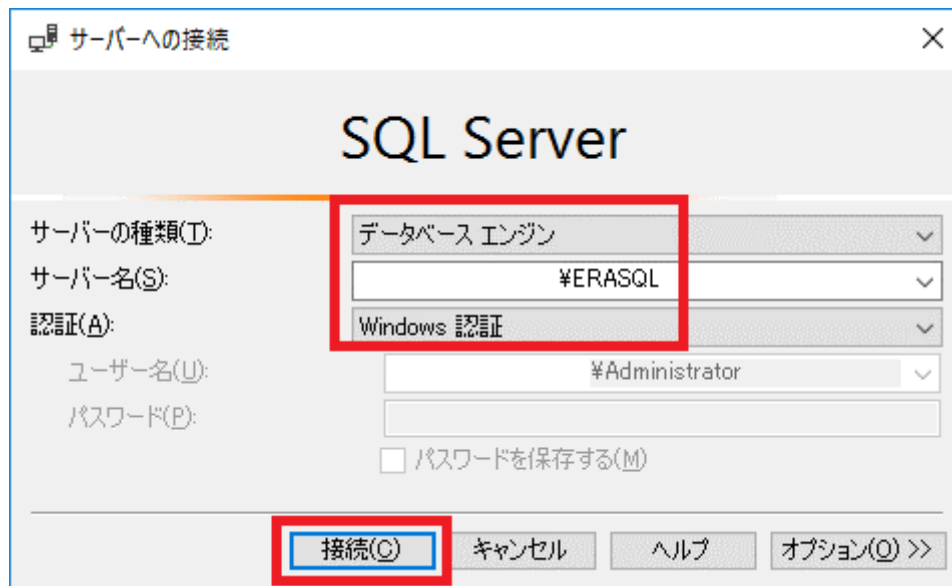 サーバーへの接続
SQL Server
サーバーの種類(T): データベース エンジン
サーバー名(S): ¥ERASQL
認証(A): Windows 認証
ユーザー名(U): ¥Administrator
パスワード(P):
パスワードを保存する(M)
接続(C) キャンセル ヘルプ オプション(O) >>